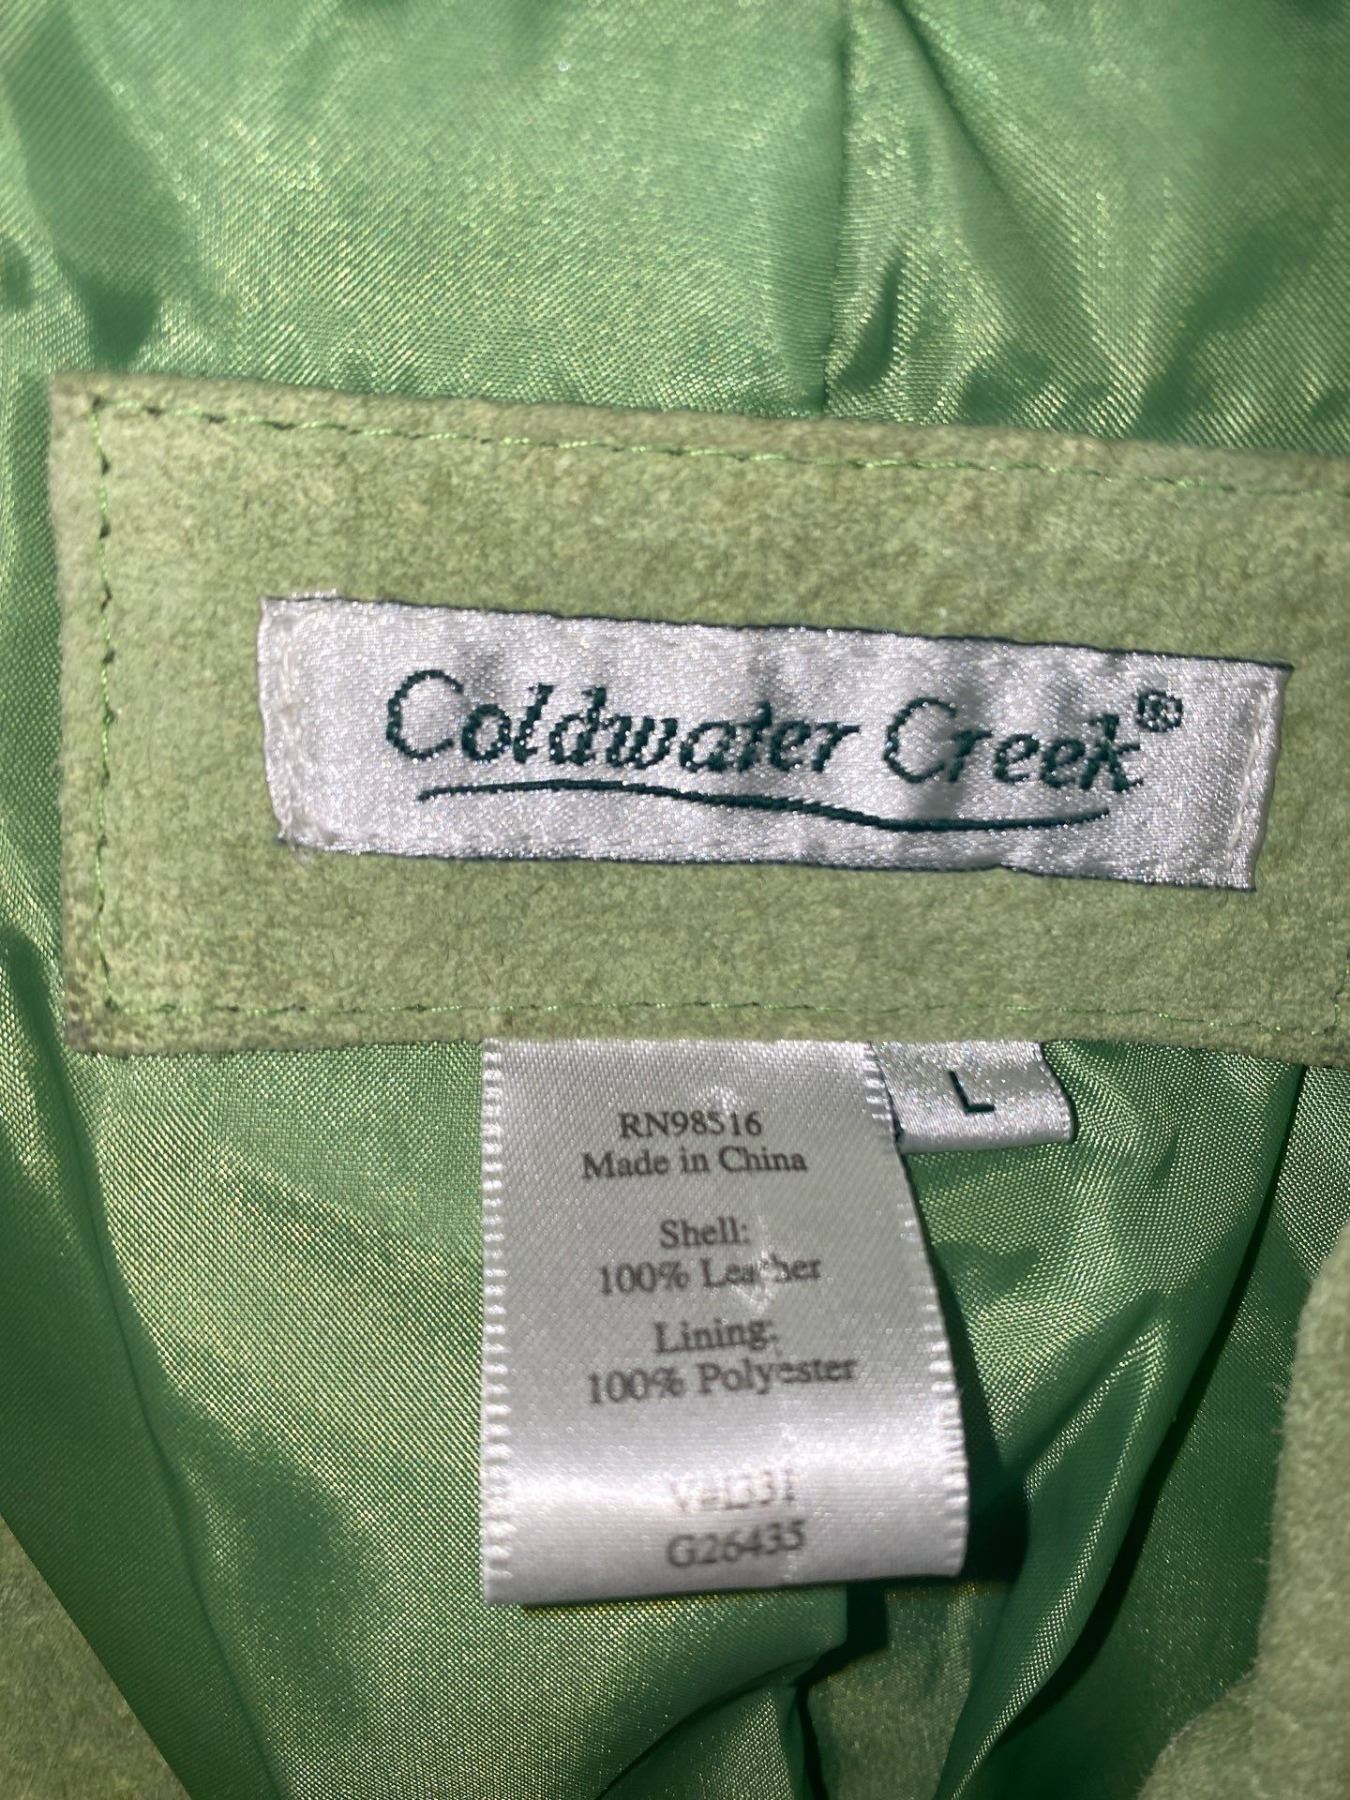 Coldwater Creek®
L
RN98516
Made in China
Shell:
100% Leather
Lining:
100% Polyester
G26435